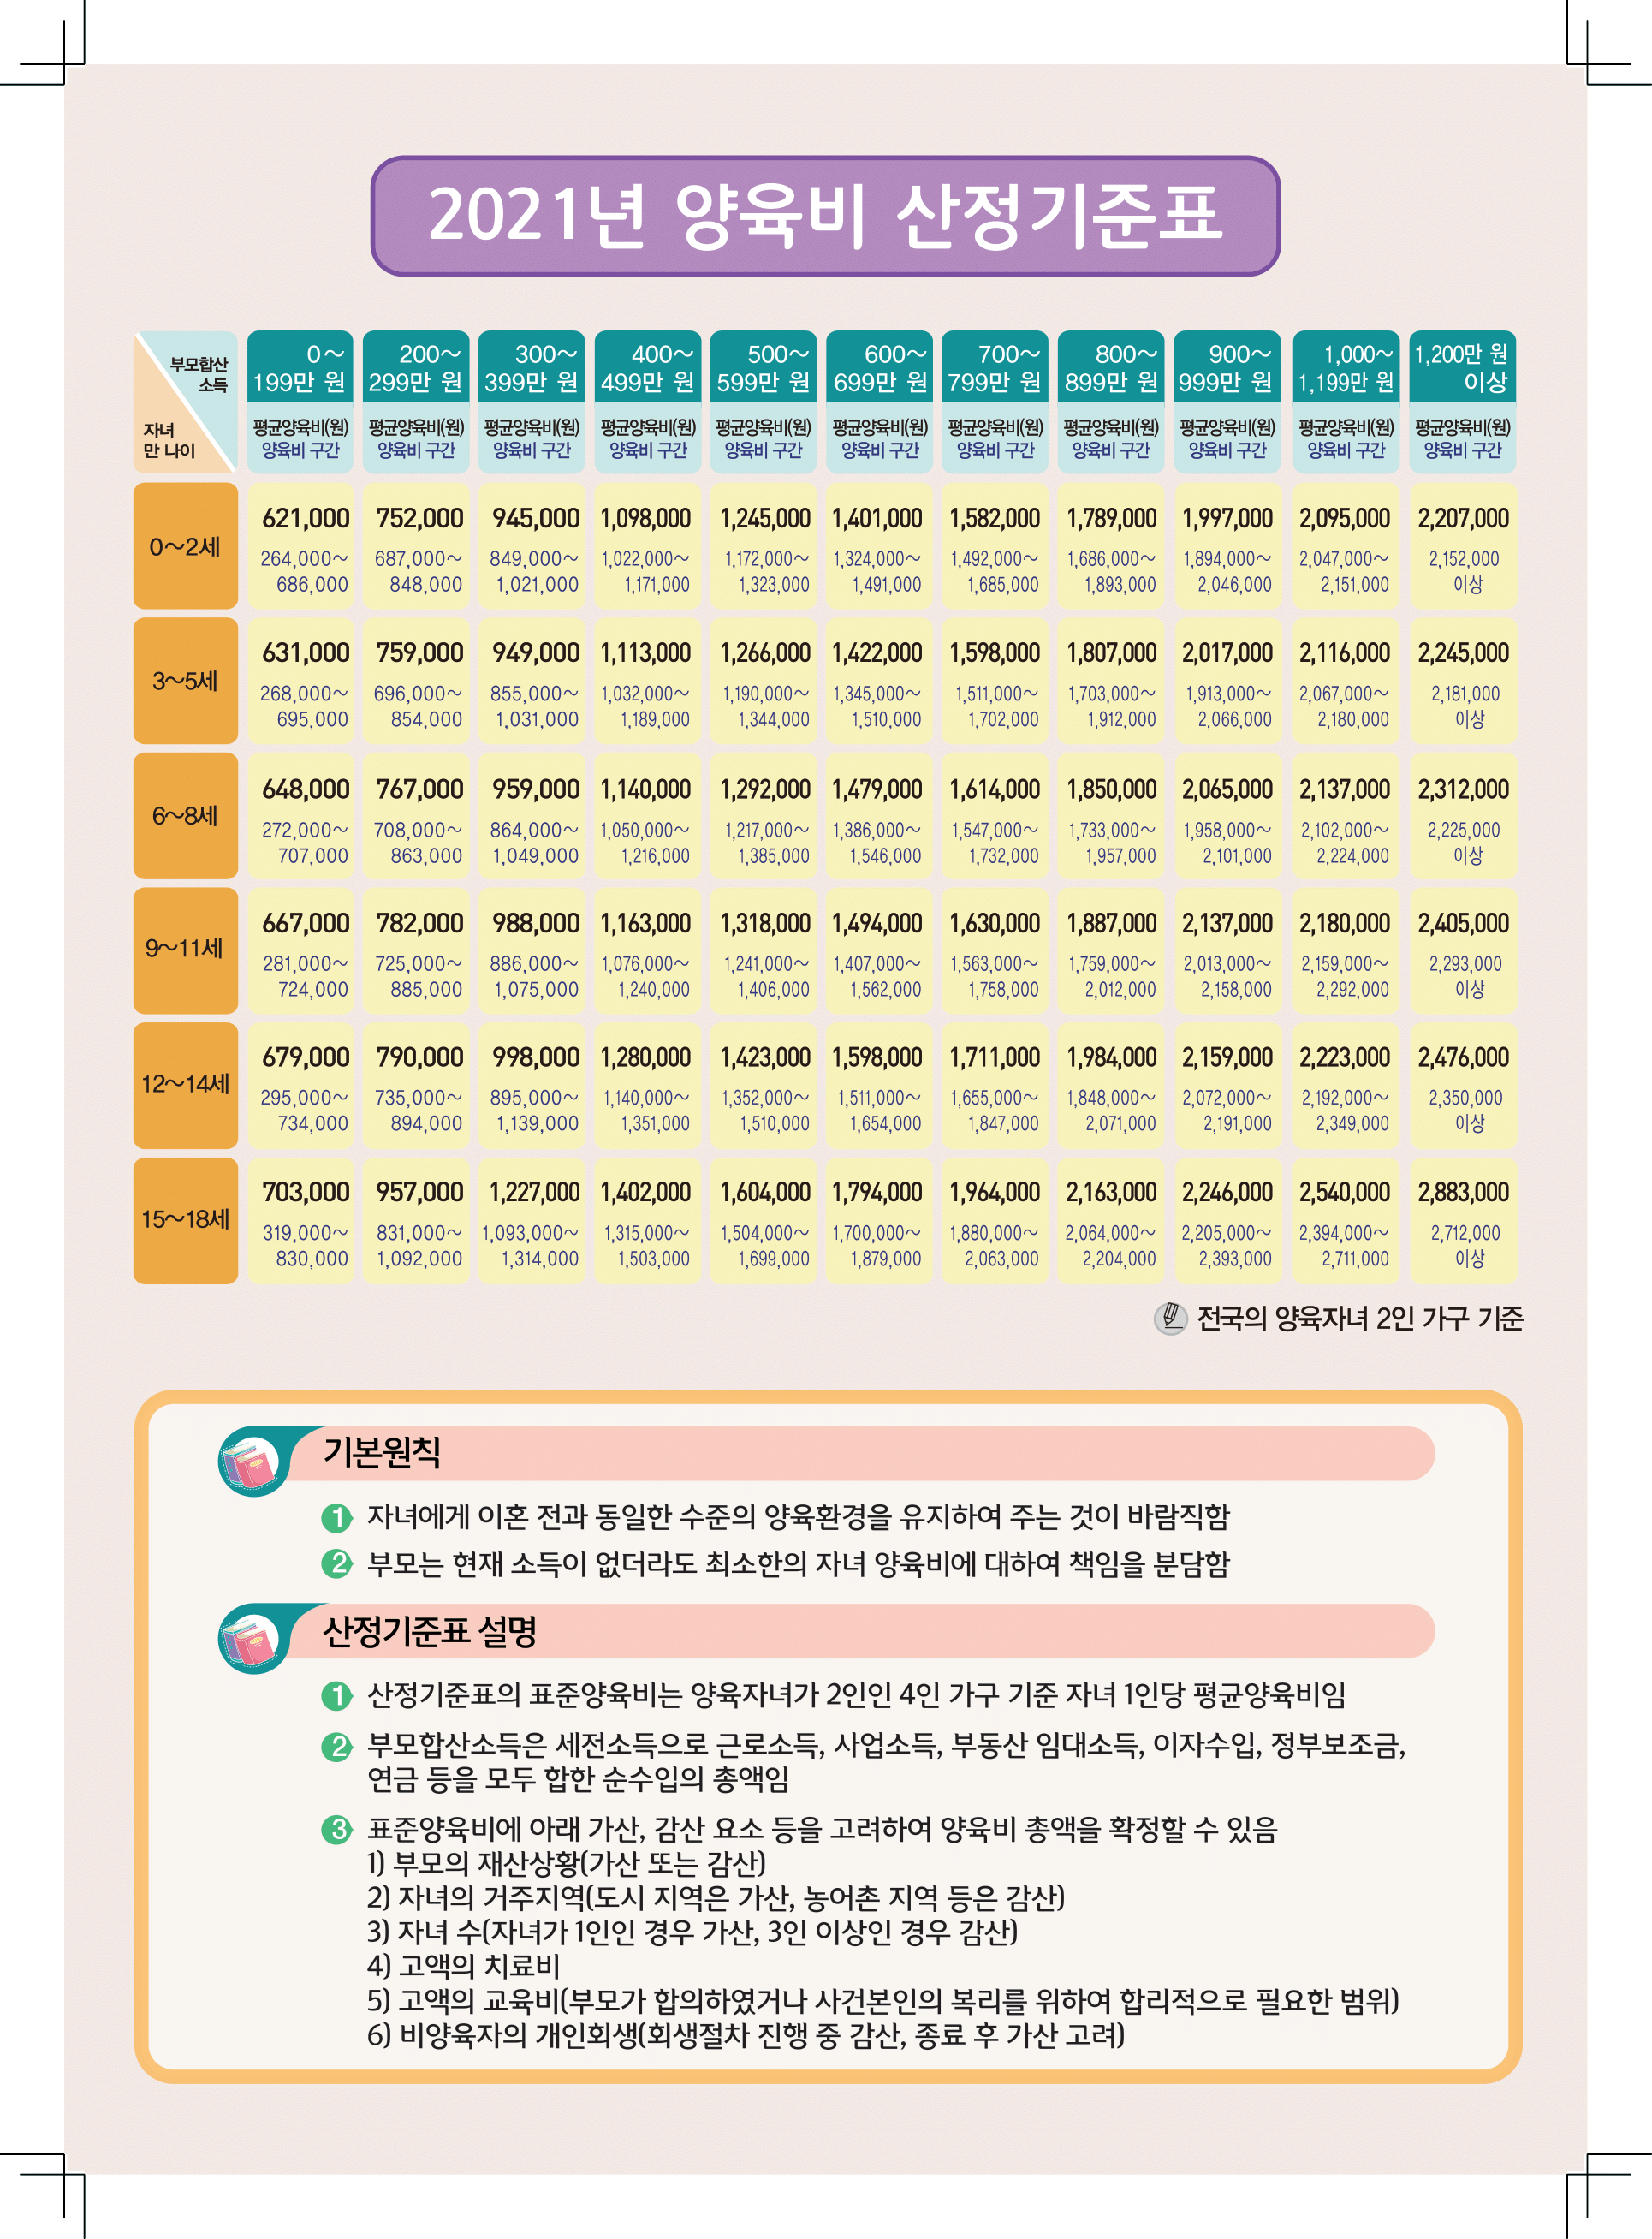 2021년 양육비 산정기준표
부모합산
소득
자녀
만 나이
0～ 200～ 300～ 400～ 500～ 600～ 700～ 800～ 900～ 1,000～ 1,200만 원
199만 원 299만 원 399만 원 499만 원 599만 원 699만 원 799만 원 899만 원 999만 원 1,199만 원 이상
평균양육비(원) 평균양육비(원) 평균양육비(원) 평균양육비(원) 평균양육비(원) 평균양육비(원) 평균양육비(원) 평균양육비(원) 평균양육비(원) 평균양육비(원) 평균양육비(원)
양육비 구간 양육비 구간 양육비 구간 양육비 구간 양육비 구간 양육비 구간 양육비 구간 양육비 구간 양육비 구간 양육비 구간 양육비 구간
0～2세
621,000 752,000 945,000 1,098,000 1,245,000 1,401,000 1,582,000 1,789,000 1,997,000 2,095,000 2,207,000
264,000～ 687,000～ 849,000～ 1,022,000～ 1,172,000～ 1,324,000～ 1,492,000～ 1,686,000～ 1,894,000～ 2,047,000～ 2,152,000
686,000 848,000 1,021,000 1,171,000 1,323,000 1,491,000 1,685,000 1,893,000 2,046,000 2,151,000 이상
3～5세
631,000 759,000 949,000 1,113,000 1,266,000 1,422,000 1,598,000 1,807,000 2,017,000 2,116,000 2,245,000
268,000～ 696,000～ 855,000～ 1,032,000～ 1,190,000～ 1,345,000～ 1,511,000～ 1,703,000～ 1,913,000～ 2,067,000～ 2,181,000
695,000 854,000 1,031,000 1,189,000 1,344,000 1,510,000 1,702,000 1,912,000 2,066,000 2,180,000 이상
6～8세
648,000 767,000 959,000 1,140,000 1,292,000 1,479,000 1,614,000 1,850,000 2,065,000 2,137,000 2,312,000
272,000～ 708,000～ 864,000～ 1,050,000～ 1,217,000～ 1,386,000～ 1,547,000～ 1,733,000～ 1,958,000～ 2,102,000～ 2,225,000
707,000 863,000 1,049,000 1,216,000 1,385,000 1,546,000 1,732,000 1,957,000 2,101,000 2,224,000 이상
9～11세
667,000 782,000 988,000 1,163,000 1,318,000 1,494,000 1,630,000 1,887,000 2,137,000 2,180,000 2,405,000
281,000～ 725,000～ 886,000～ 1,076,000～ 1,241,000～ 1,407,000～ 1,563,000～ 1,759,000～ 2,013,000～ 2,159,000～ 2,293,000
724,000 885,000 1,075,000 1,240,000 1,406,000 1,562,000 1,758,000 2,012,000 2,158,000 2,292,000 이상
12～14세
679,000 790,000 998,000 1,280,000 1,423,000 1,598,000 1,711,000 1,984,000 2,159,000 2,223,000 2,476,000
295,000～ 735,000～ 895,000～ 1,140,000～ 1,352,000～ 1,511,000～ 1,655,000～ 1,848,000～ 2,072,000～ 2,192,000～ 2,350,000
734,000 894,000 1,139,000 1,351,000 1,510,000 1,654,000 1,847,000 2,071,000 2,191,000 2,349,000 이상
15～18세
703,000 957,000 1,227,000 1,402,000 1,604,000 1,794,000 1,964,000 2,163,000 2,246,000 2,540,000 2,883,000
319,000～ 831,000～ 1,093,000～ 1,315,000～ 1,504,000～ 1,700,000～ 1,880,000～ 2,064,000～ 2,205,000～ 2,394,000～ 2,712,000
830,000 1,092,000 1,314,000 1,503,000 1,699,000 1,879,000 2,063,000 2,204,000 2,393,000 2,711,000 이상
전국의 양육자녀 2인 가구 기준
기본원칙
1 자녀에게 이혼 전과 동일한 수준의 양육환경을 유지하여 주는 것이 바람직함
2 부모는 현재 소득이 없더라도 최소한의 자녀 양육비에 대하여 책임을 분담함
산정기준표 설명
1 산정기준표의 표준양육비는 양육자녀가 2인인 4인 가구 기준 자녀 1인당 평균양육비임
2 부모합산소득은 세전소득으로 근로소득, 사업소득, 부동산 임대소득, 이자수입, 정부보조금,
연금 등을 모두 합한 순수입의 총액임
3 표준양육비에 아래 가산, 감산 요소 등을 고려하여 양육비 총액을 확정할 수 있음
1) 부모의 재산상황(가산 또는 감산)
2) 자녀의 거주지역(도시 지역은 가산, 농어촌 지역 등은 감산)
3) 자녀 수(자녀가 1인인 경우 가산, 3인 이상인 경우 감산)
4) 고액의 치료비
5) 고액의 교육비(부모가 합의하였거나 사건본인의 복리를 위하여 합리적으로 필요한 범위)
6) 비양육자의 개인회생(회생절차 진행 중 감산, 종료 후 가산 고려)